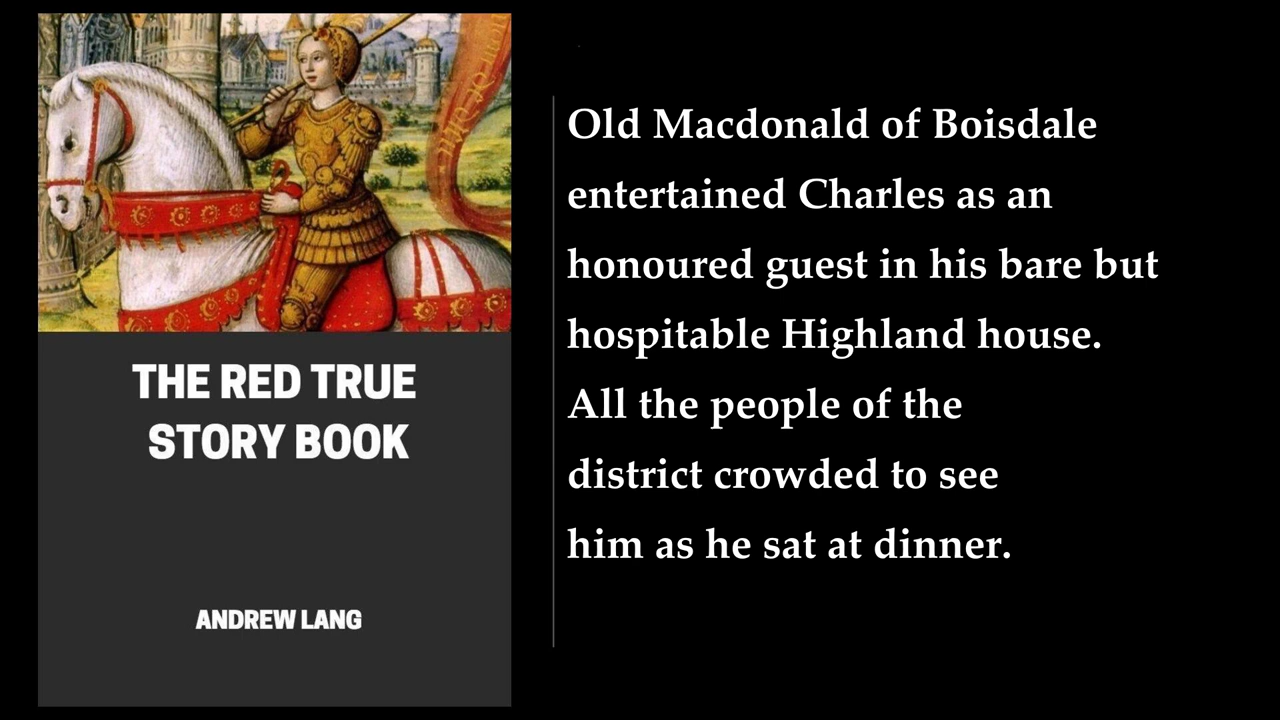 THE RED TRUE
STORY BOOK
ANDREW LANG
Old Macdonald of Boisdale
entertained Charles as an
honoured guest in his bare but
hospitable Highland house.
All the people of the
district crowded to see
him as he sat at dinner.